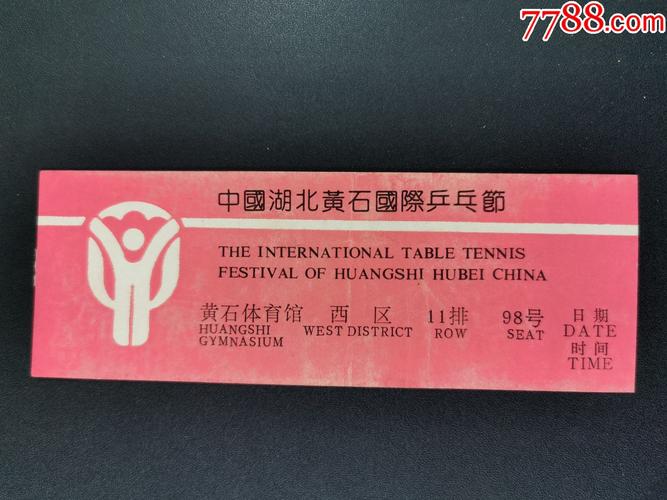 7788.com
中國湖北黃石國際乒乓節
THE INTERNATIONAL TABLE TENNIS
FESTIVAL OF HUANGSHI HUBEI CHINA
黄石体育馆 西区 11排 98号 日期
HUANGSHI WEST DISTRICT ROW SEAT DATE
GYMNASIUM 时间
TIME